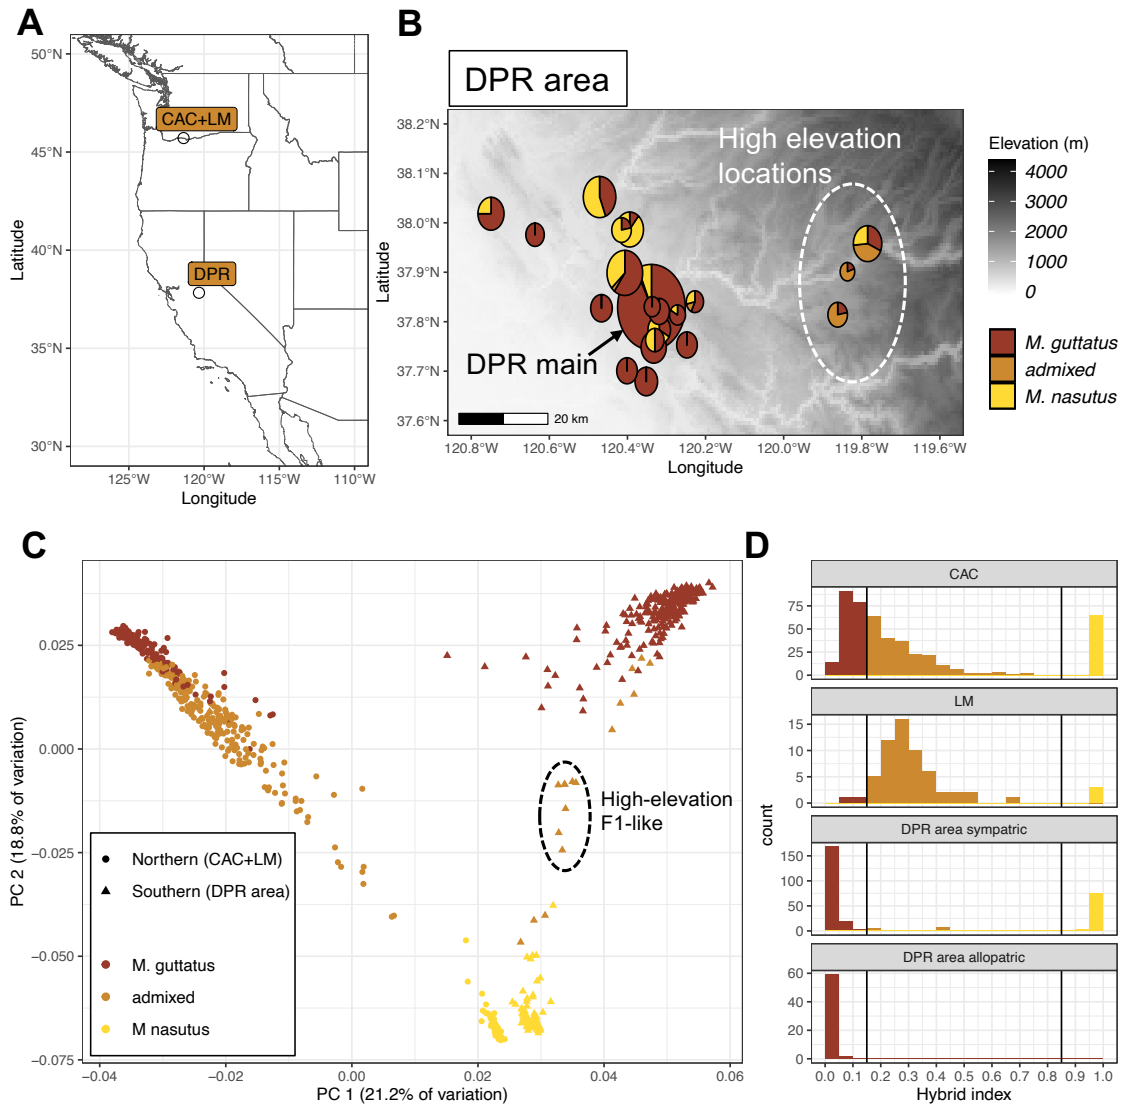 A
50°N
45°N
40°N
35°N
30°N
Latitude
CAC+LM
DPR
125°W 120°W 115°W 110°W
Longitude
B
DPR area
38.2°N
38.1°N
38.0°N
37.9°N
37.8°N
37.7°N
37.6°N
Latitude
High elevation
locations
DPR main
20 km
120.8°W 120.6°W 120.4°W 120.2°W 120.0°W 119.8°W 119.6°W
Longitude
Elevation (m)
4000
3000
2000
1000
0
M. guttatus
admixed
M. nasutus
C
0.025
0.000
−0.025
−0.050
−0.075
PC 2 (18.8% of variation)
High-elevation
F1-like
Northern (CAC+LM)
Southern (DPR area)
M. guttatus
admixed
M nasutus
−0.04 −0.02 0.00 0.02 0.04 0.06
PC 1 (21.2% of variation)
D
count
CAC
75
50
25
0
LM
15
10
5
0
DPR area sympatric
150
100
50
0
DPR area allopatric
60
40
20
0
0.0 0.1 0.2 0.3 0.4 0.5 0.6 0.7 0.8 0.9 1.0
Hybrid index